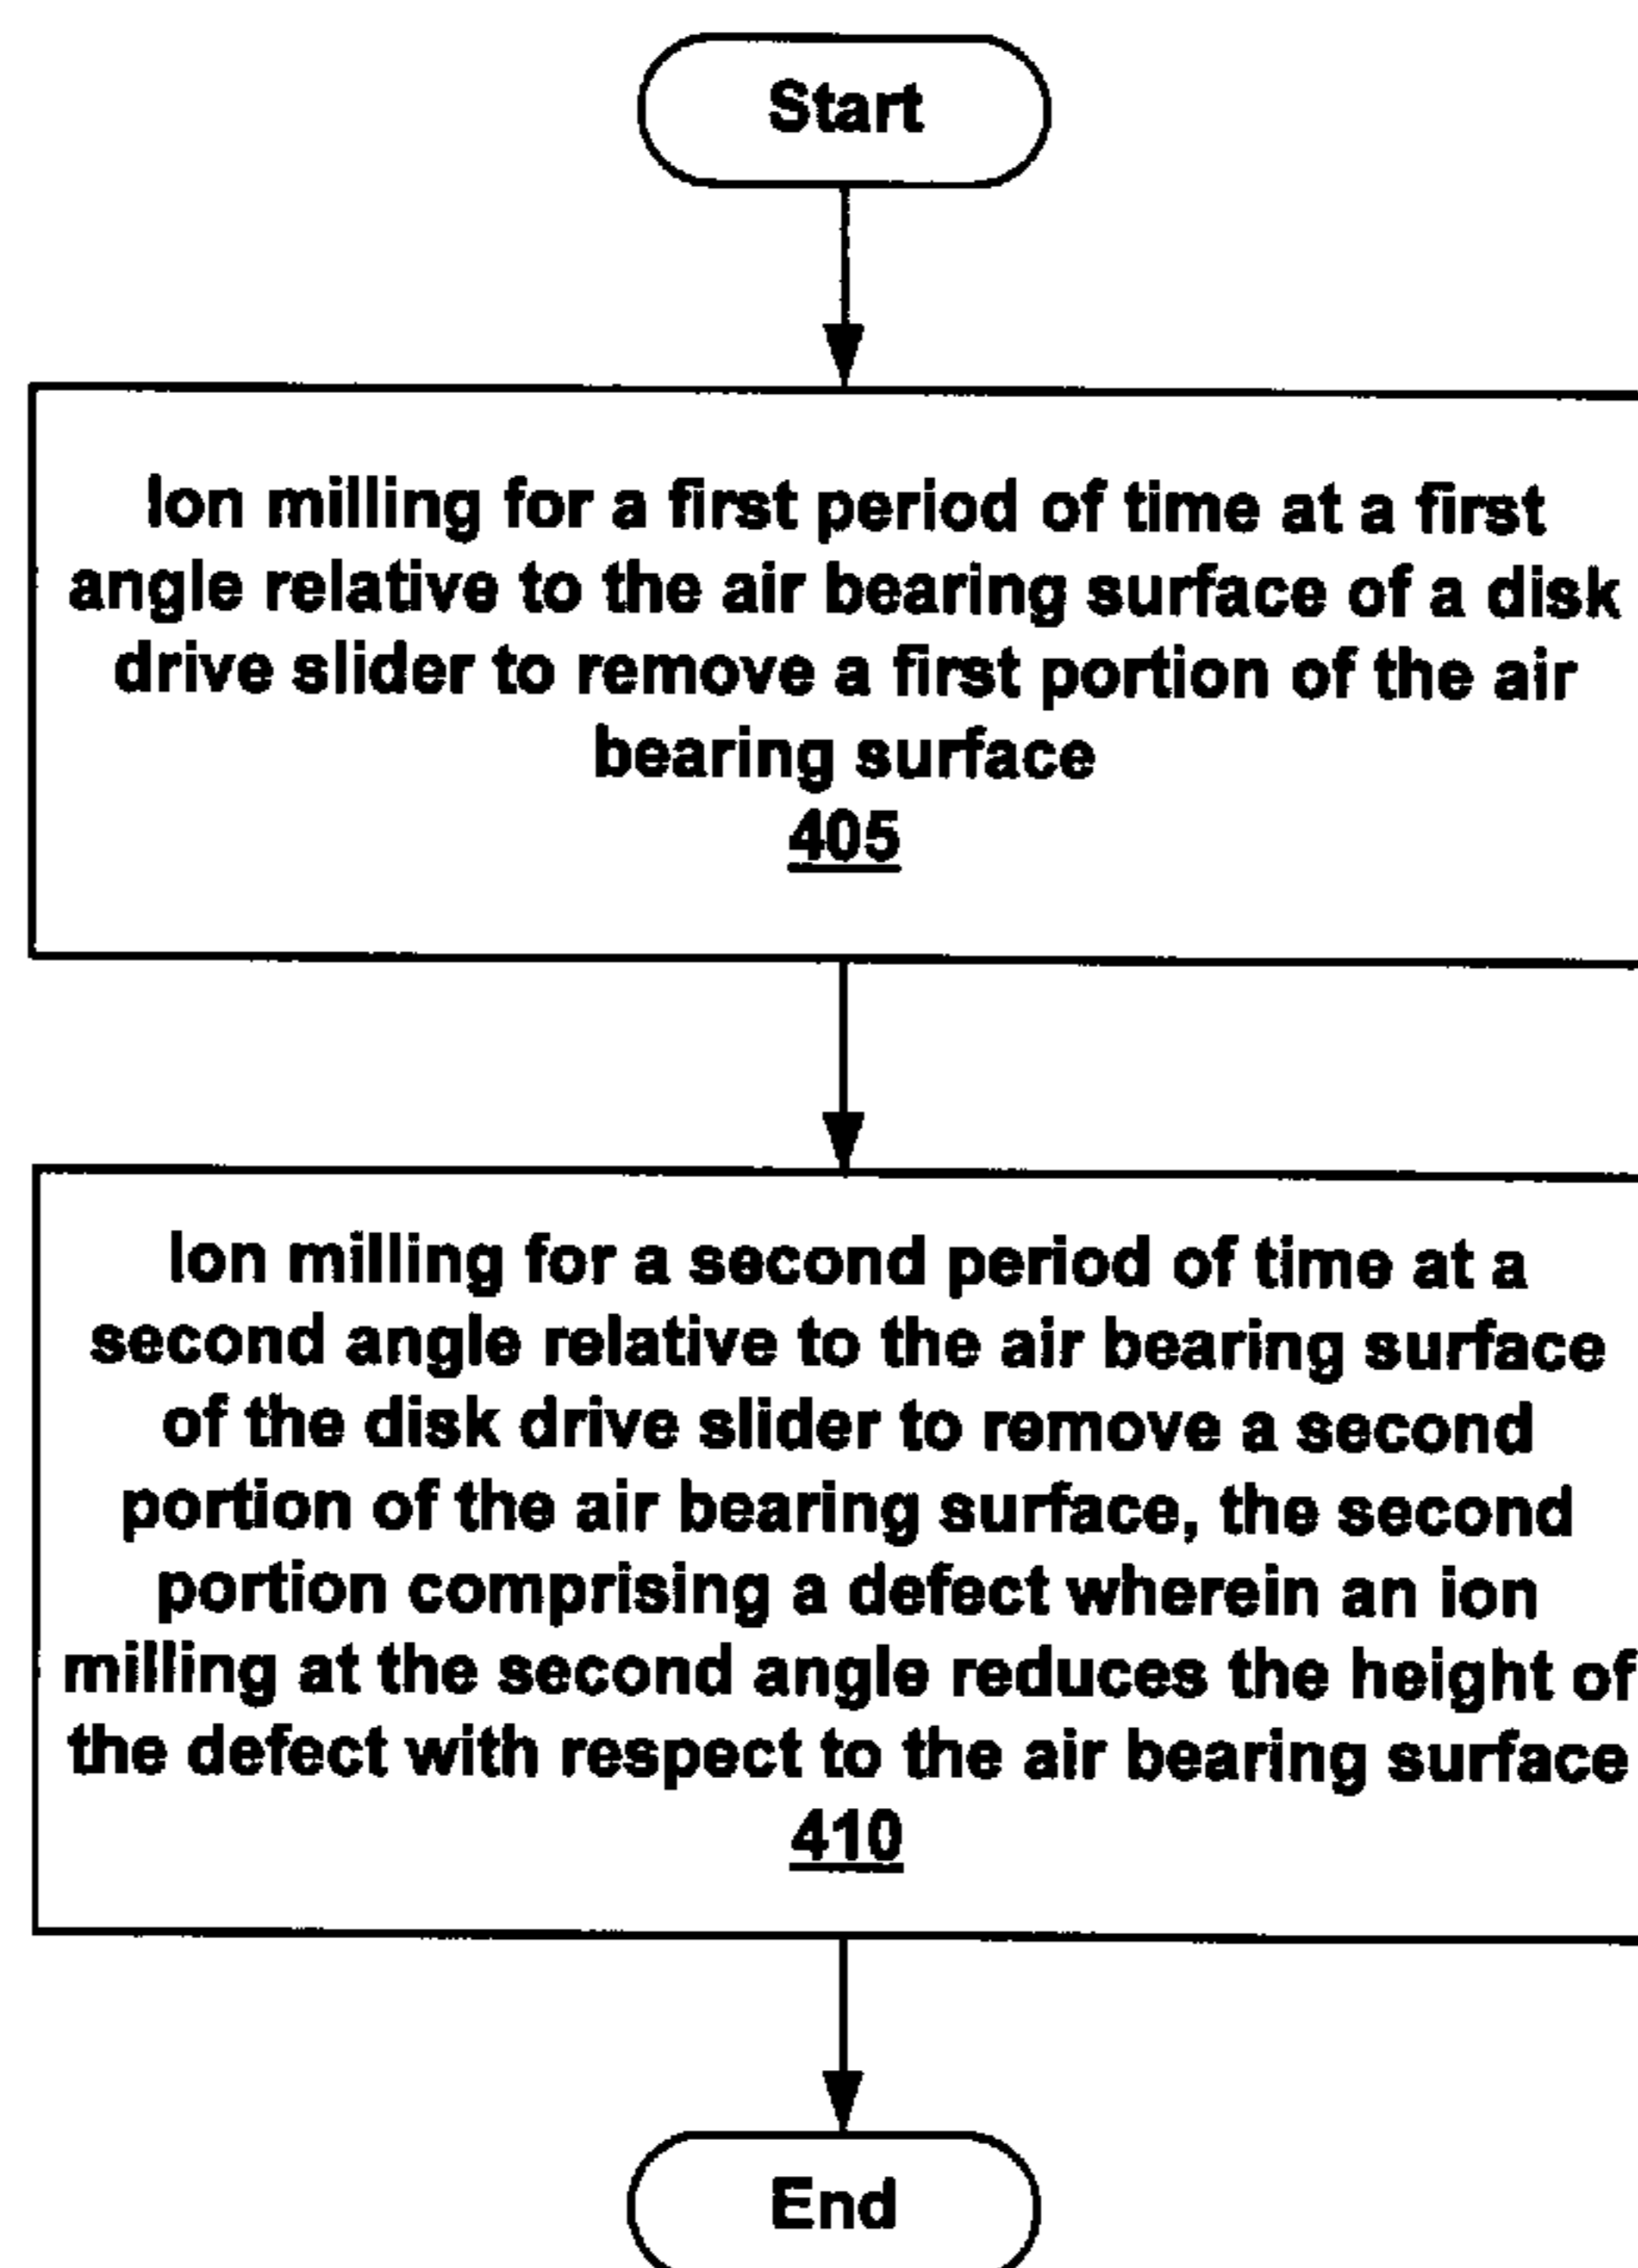 Start
Ion milling for a first period of time at a first
angle relative to the air bearing surface of a disk
drive slider to remove a first portion of the air
bearing surface
405
Ion milling for a second period of time at a
second angle relative to the air bearing surface
of the disk drive slider to remove a second
portion of the air bearing surface, the second
portion comprising a defect wherein an ion
milling at the second angle reduces the height of
the defect with respect to the air bearing surface
410
End